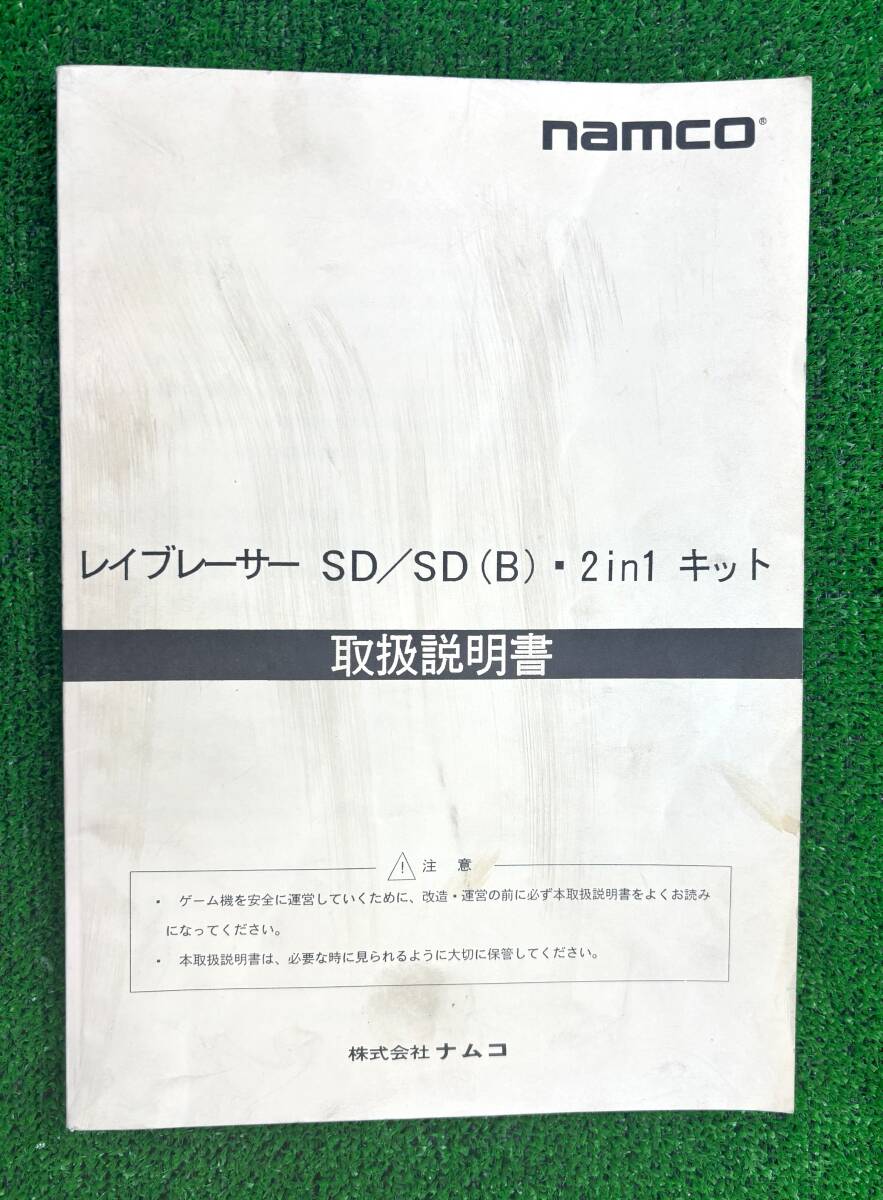 namco®
レイブレーサー SD/SD(B)・2in1 キット
取扱説明書
注 意
・ ゲーム機を安全に運営していくために、改造・運営の前に必ず本取扱説明書をよくお読み
になってください。
・ 本取扱説明書は、必要な時に見られるように大切に保管してください。
株式会社 ナムコ